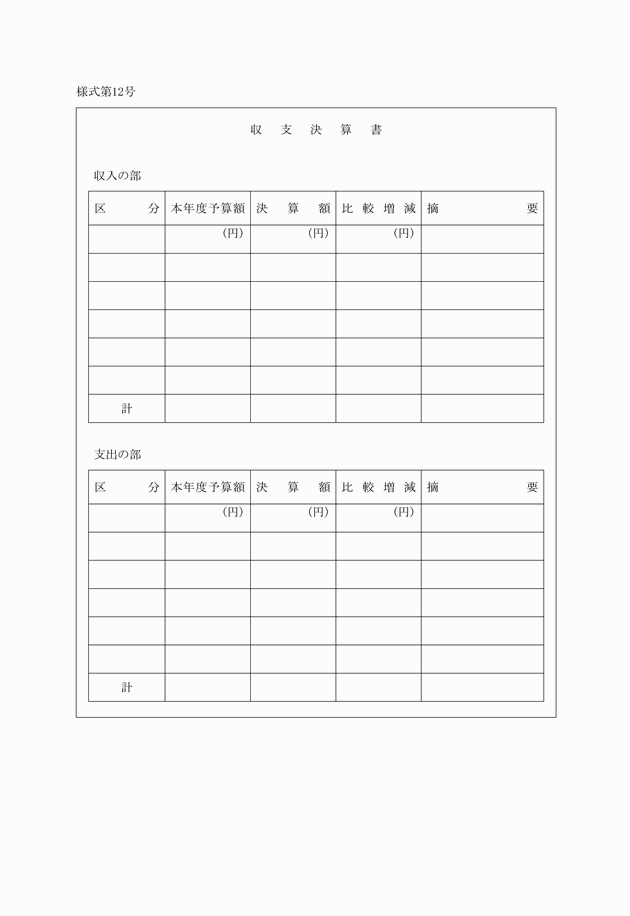 様式第12号
収支決算書
収入の部
区分 本年度予算額 決算額 比較増減 摘要
(円) (円) (円)
計
支出の部
区分 本年度予算額 決算額 比較増減 摘要
(円) (円) (円)
計